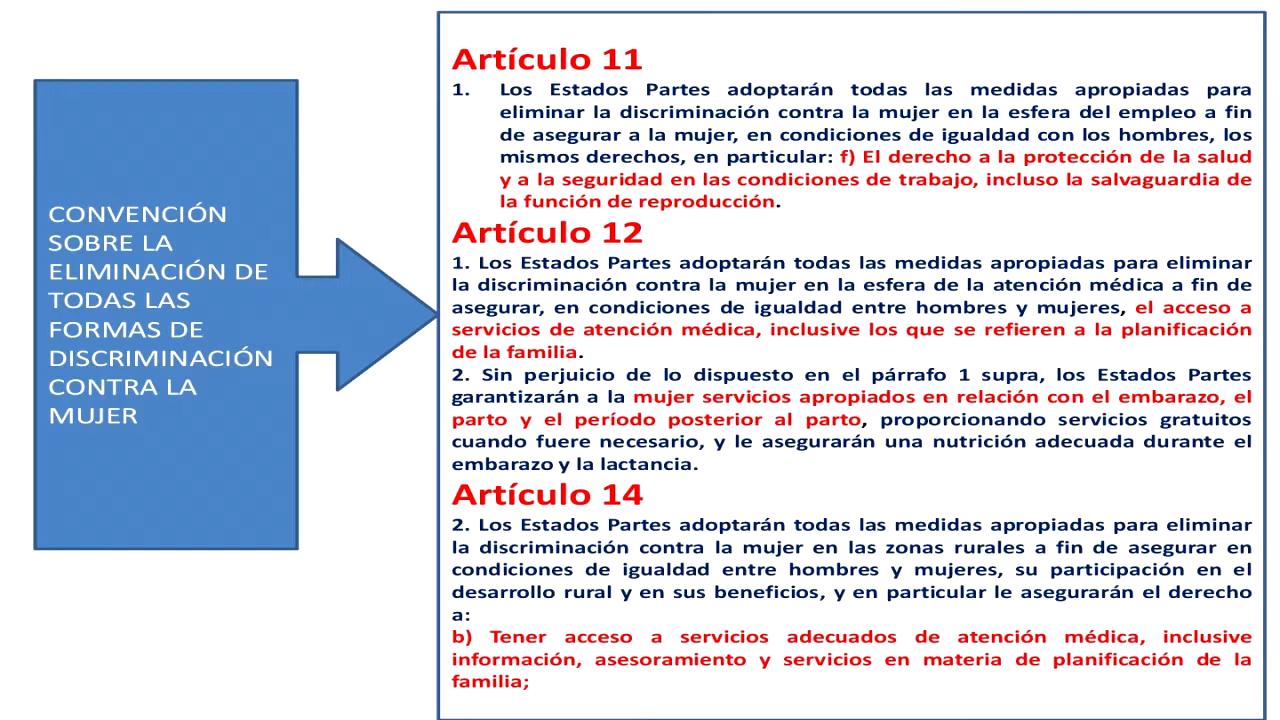 CONVENCIÓN
SOBRE LA
ELIMINACIÓN DE
TODAS LAS
FORMAS DE
DISCRIMINACIÓN
CONTRA LA
MUJER
Artículo 11
1. Los Estados Partes adoptarán todas las medidas apropiadas para
eliminar la discriminación contra la mujer en la esfera del empleo a fin
de asegurar a la mujer, en condiciones de igualdad con los hombres, los
mismos derechos, en particular: f) El derecho a la protección de la salud
y a la seguridad en las condiciones de trabajo, incluso la salvaguardia de
la función de reproducción.
Artículo 12
1. Los Estados Partes adoptarán todas las medidas apropiadas para eliminar
la discriminación contra la mujer en la esfera de la atención médica a fin de
asegurar, en condiciones de igualdad entre hombres y mujeres, el acceso a
servicios de atención médica, inclusive los que se refieren a la planificación
de la familia.
2. Sin perjuicio de lo dispuesto en el párrafo 1 supra, los Estados Partes
garantizarán a la mujer servicios apropiados en relación con el embarazo, el
parto y el período posterior al parto, proporcionando servicios gratuitos
cuando fuere necesario, y le asegurarán una nutrición adecuada durante el
embarazo y la lactancia.
Artículo 14
2. Los Estados Partes adoptarán todas las medidas apropiadas para eliminar
la discriminación contra la mujer en las zonas rurales a fin de asegurar en
condiciones de igualdad entre hombres y mujeres, su participación en el
desarrollo rural y en sus beneficios, y en particular le asegurarán el derecho
a:
b) Tener acceso a servicios adecuados de atención médica, inclusive
información, asesoramiento y servicios en materia de planificación de la
familia;